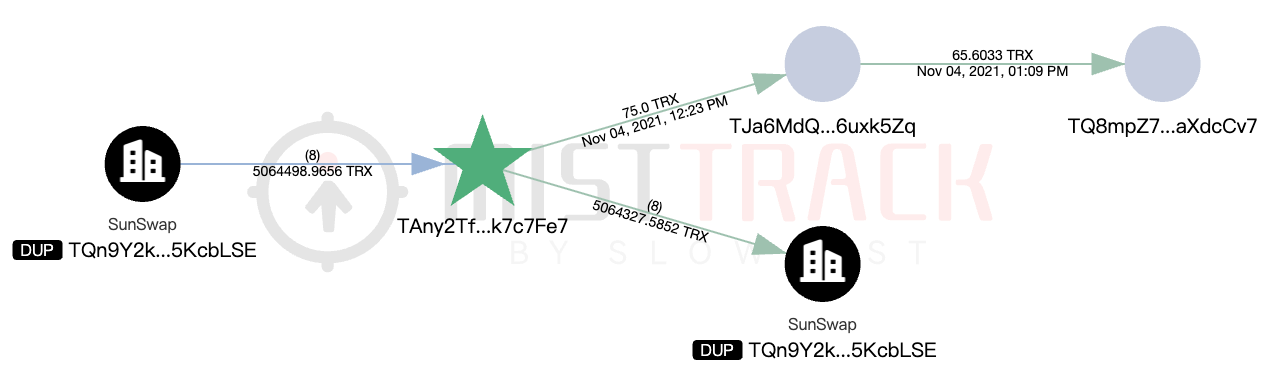 65.6033 TRX
Nov 04, 2021, 01:09 PM
75.0 TRX
Nov 04, 2021, 12:23 PM
TJa6MdQ...6uxk5Zq
TQ8mpZ7...aXdcCv7
(8)
5064498.9656 TRX
MISTTRACK
SunSwap
DUP TQn9Y2k...5KcbLSE
TAny2Tf...k7c7Fe7
(8)
5064327.5852 TRX
SunSwap
DUP TQn9Y2k...5KcbLSE